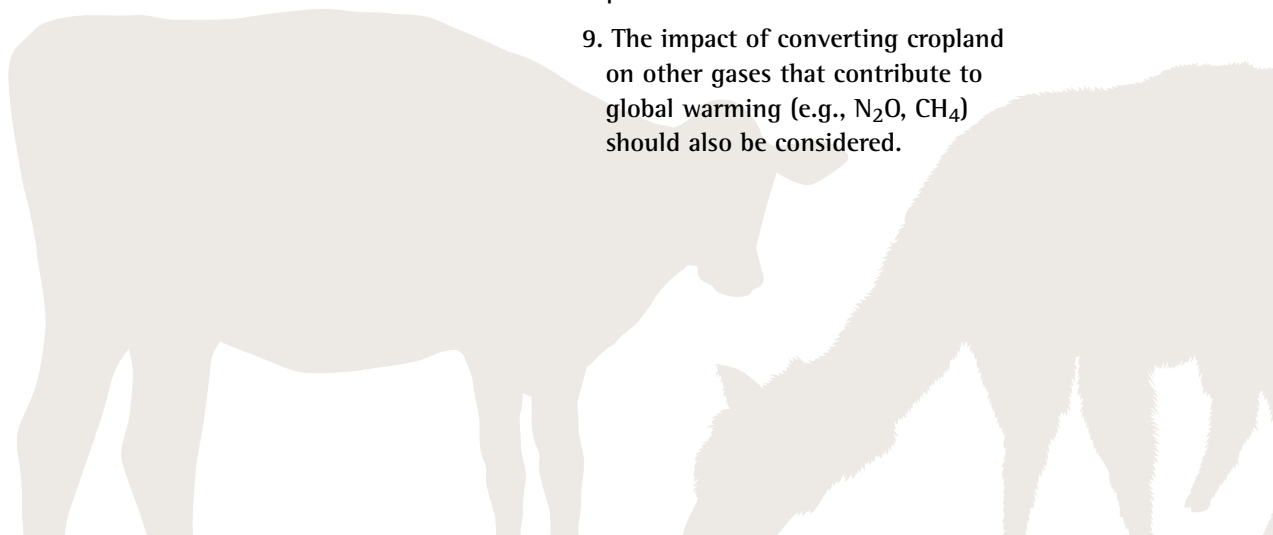 9. The impact of converting cropland
on other gases that contribute to
global warming (e.g., N₂O, CH₄)
should also be considered.